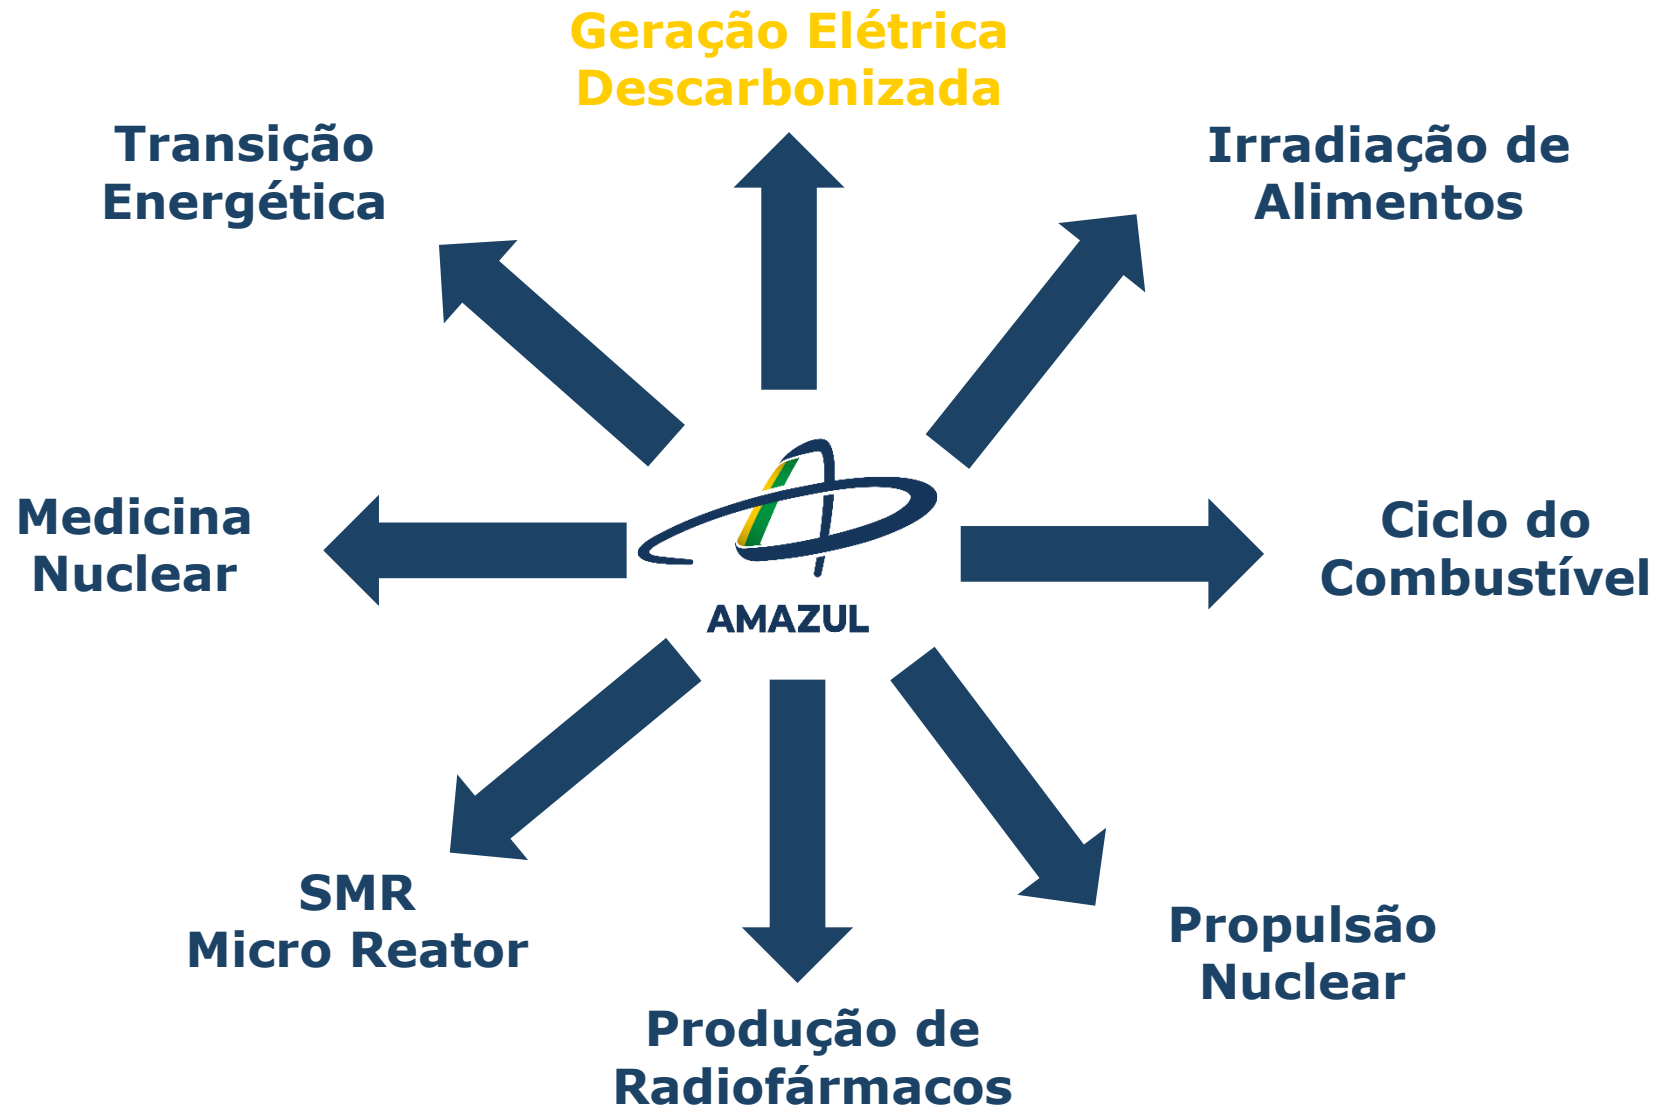 Geração Elétrica
Descarbonizada
Transição
Energética
Irradiação de
Alimentos
Medicina
Nuclear
AMAZUL
Ciclo do
Combustível
SMR
Micro Reator
Propulsão
Nuclear
Produção de
Radiofármacos